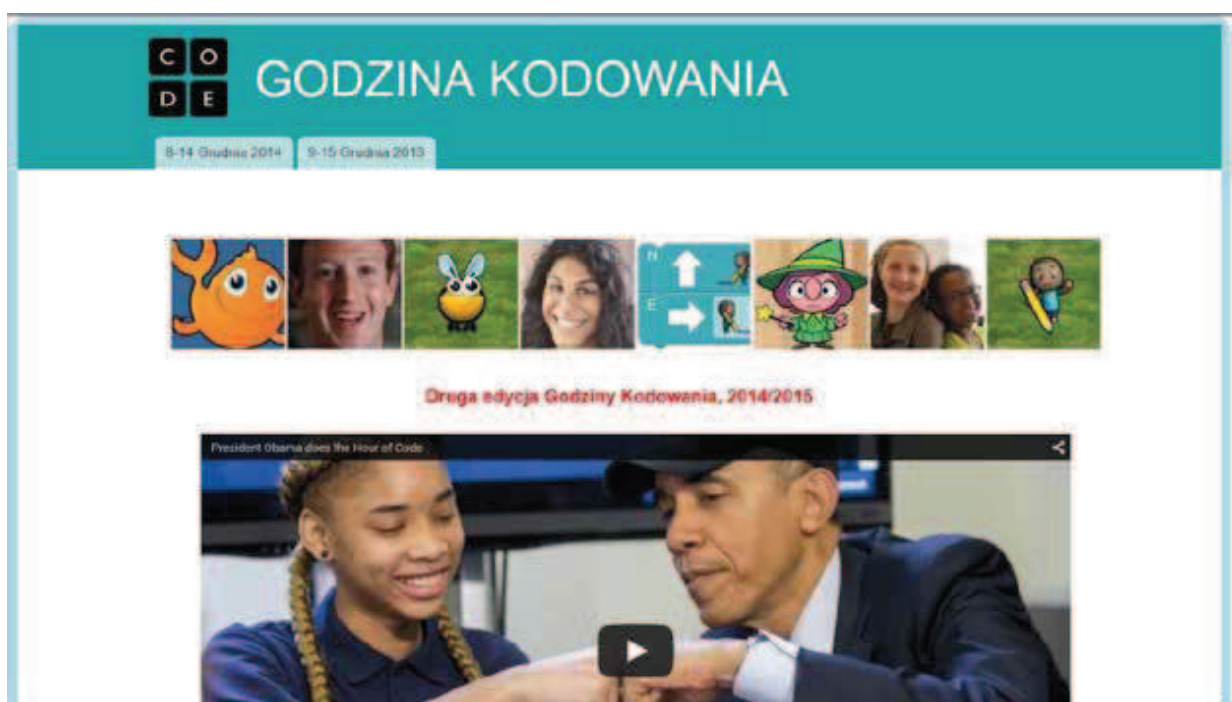 C O
D E
GODZINA KODOWANIA
8-14 Grudnia 2014
9-15 Grudnia 2013
N
E
Druga edycja Godziny Kodowania, 2014/2015
President Obama does the Hour of Code